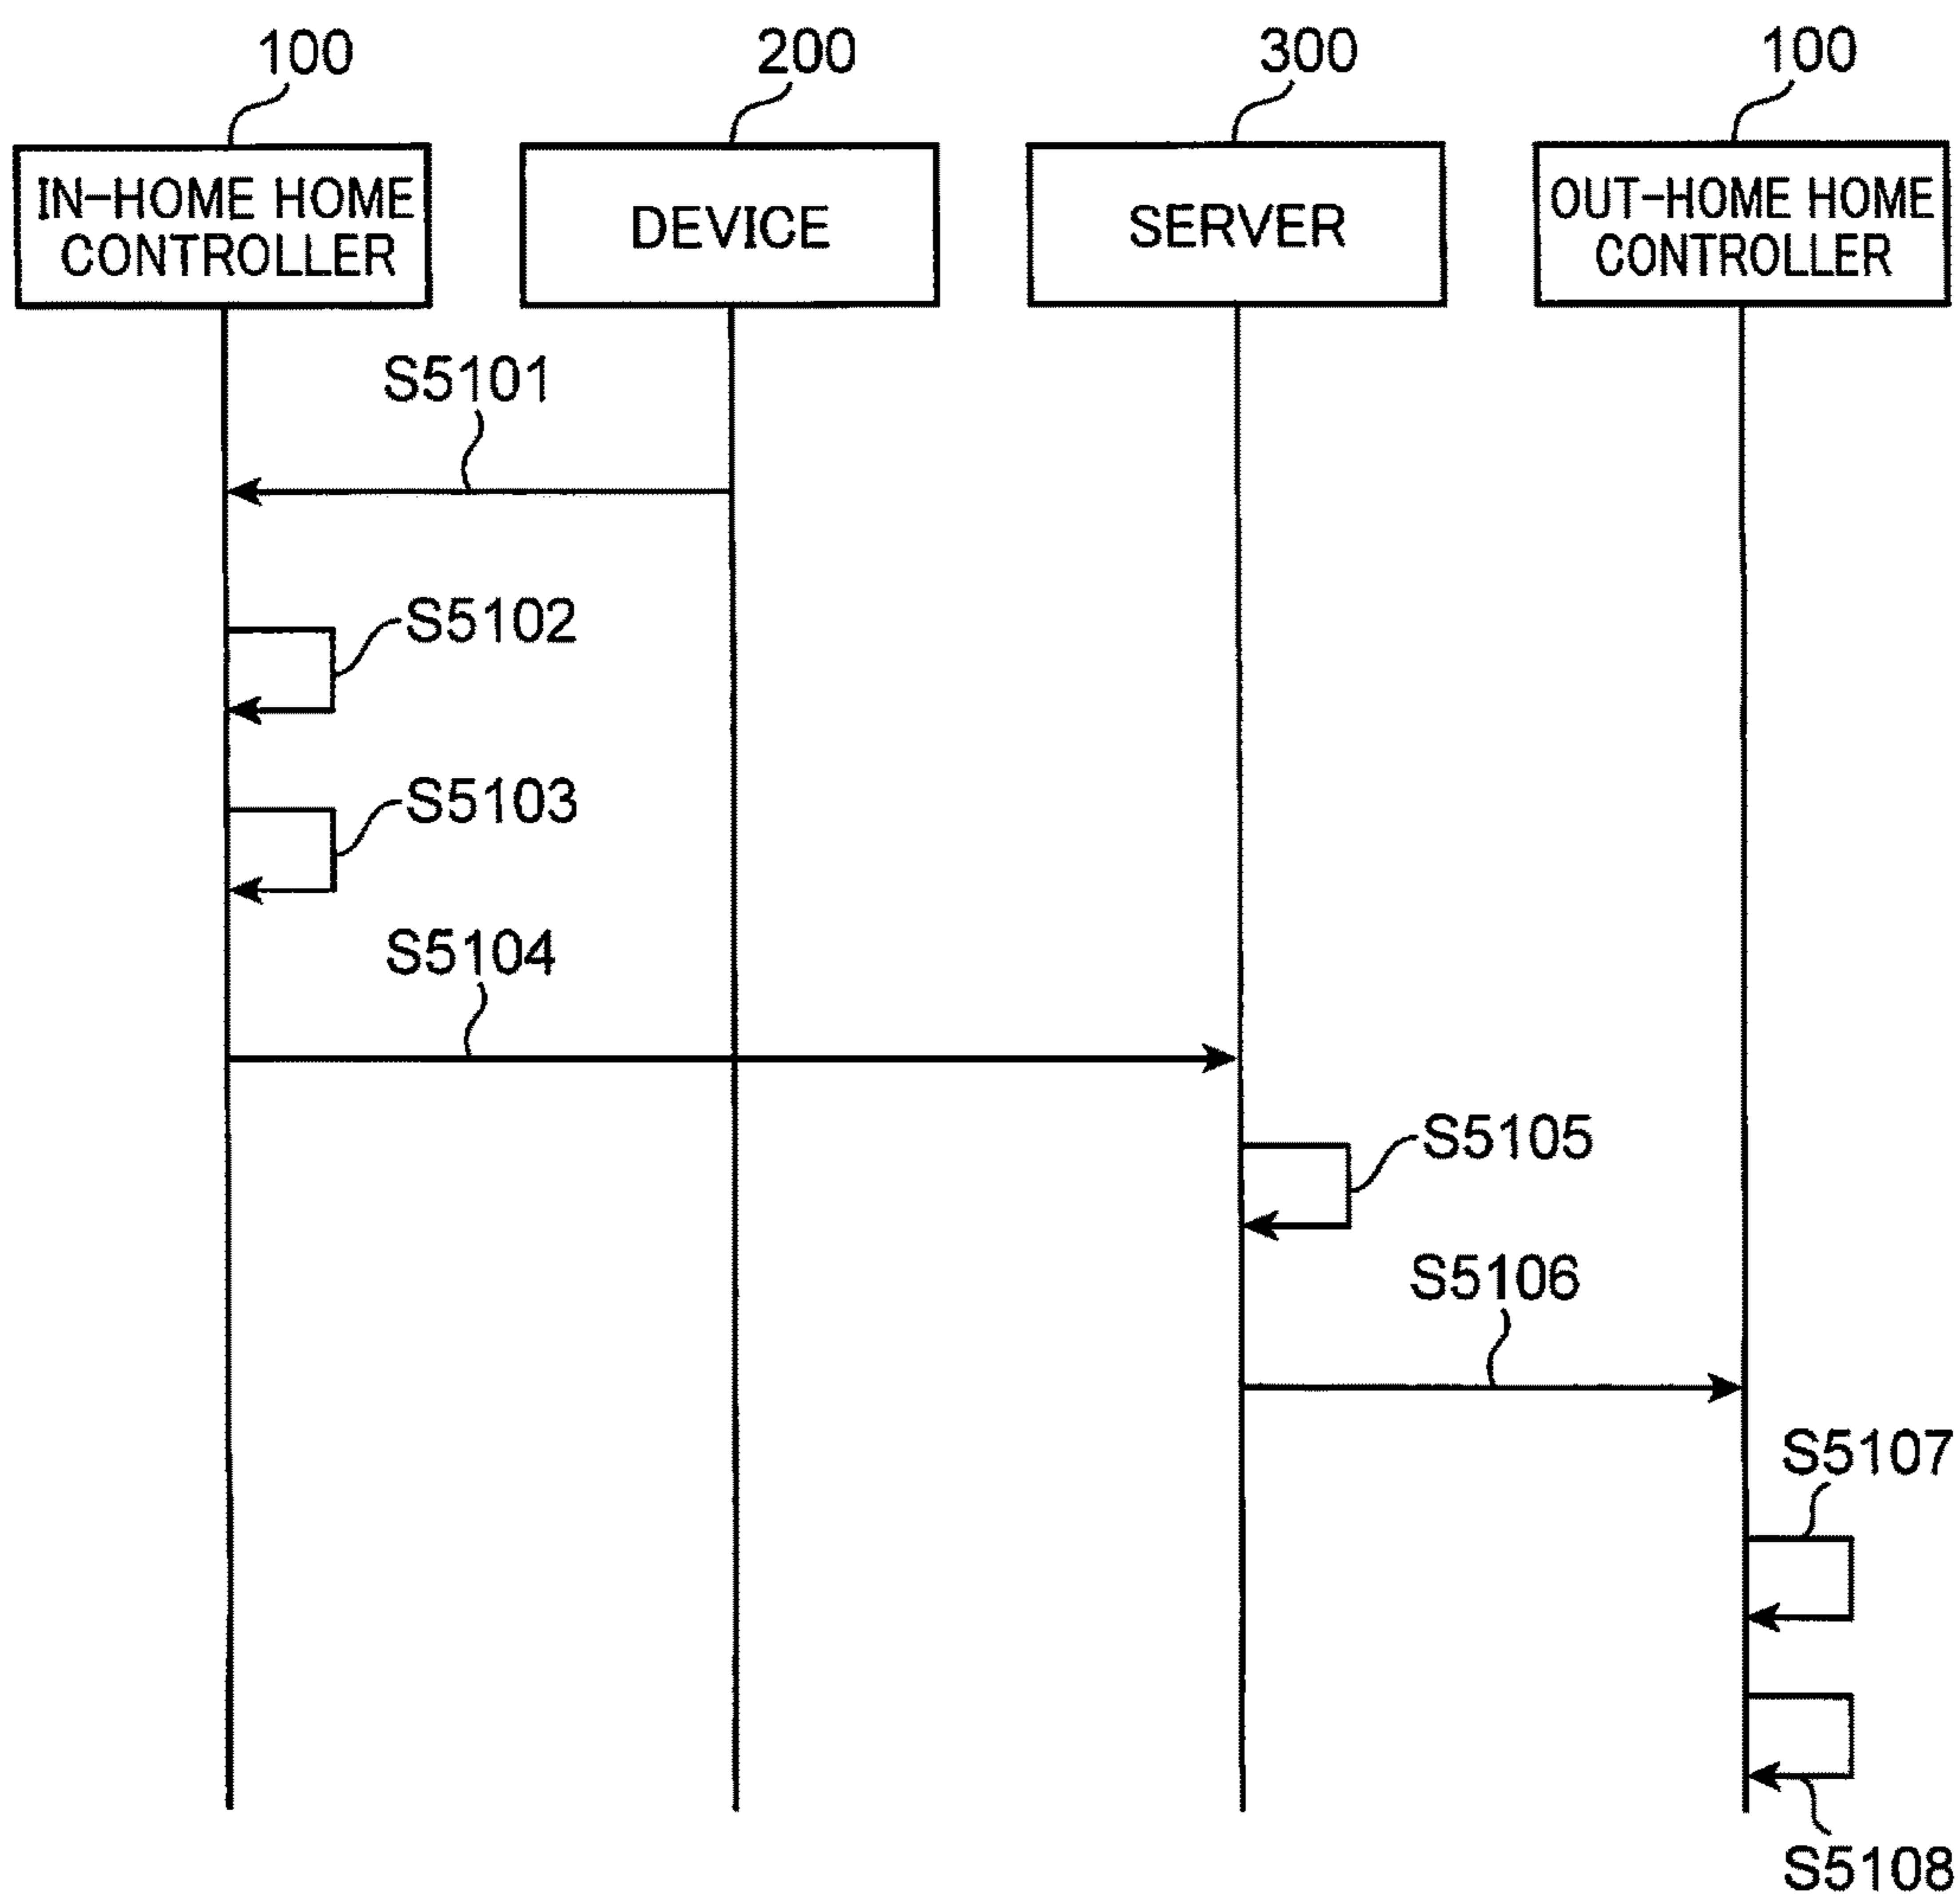 100
200
300
100
IN-HOME HOME
CONTROLLER
DEVICE
SERVER
OUT-HOME HOME
CONTROLLER
S5101
S5102
S5103
S5104
S5105
S5106
S5107
S5108